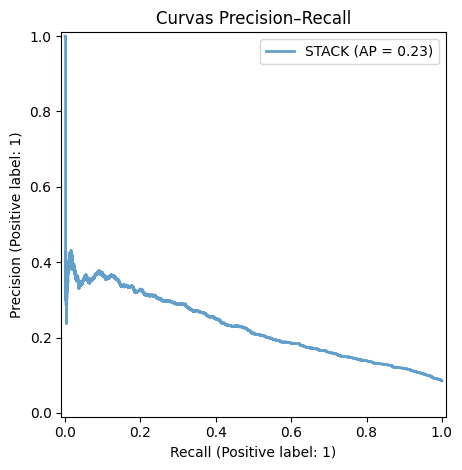 Curvas Precision–Recall
STACK (AP = 0.23)
Precision (Positive label: 1)
1.0
0.8
0.6
0.4
0.2
0.0
0.0 0.2 0.4 0.6 0.8 1.0
Recall (Positive label: 1)